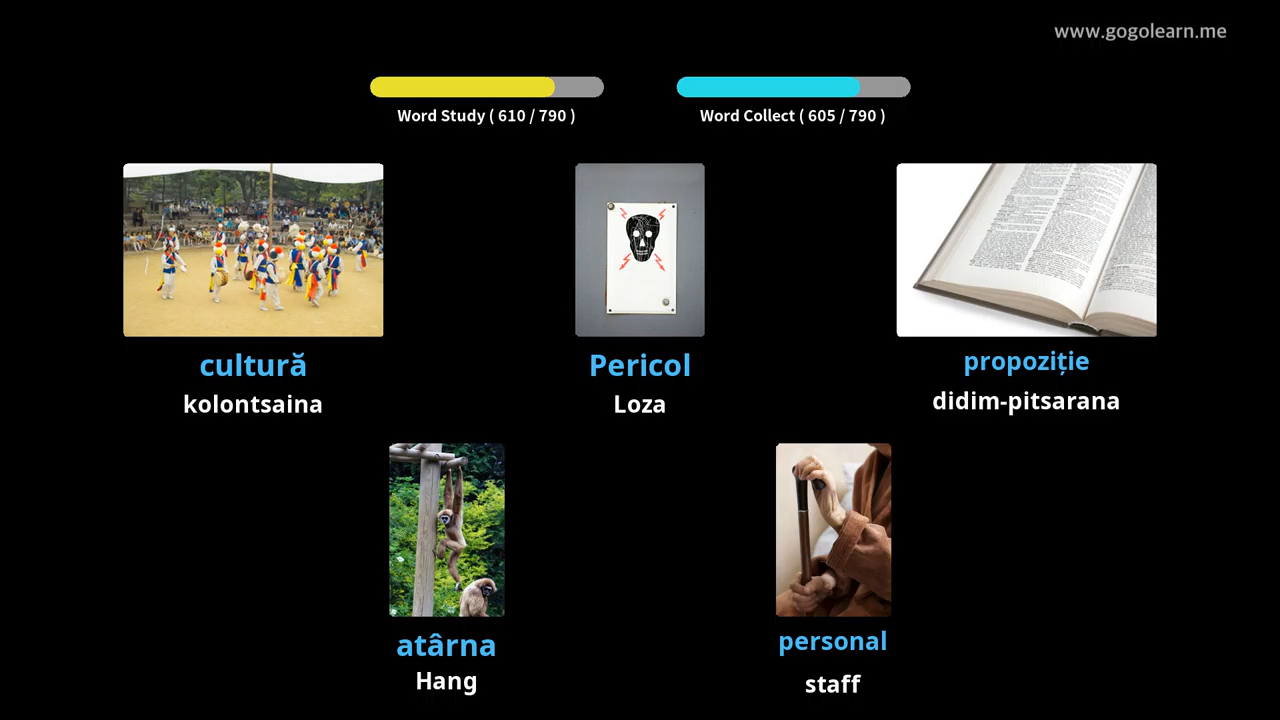 www.gogolearn.me
Word Study ( 610 / 790 )
Word Collect ( 605 / 790 )
cultură
kolontsaina
Pericol
Loza
propoziție
didim-pitsarana
atârna
Hang
personal
staff